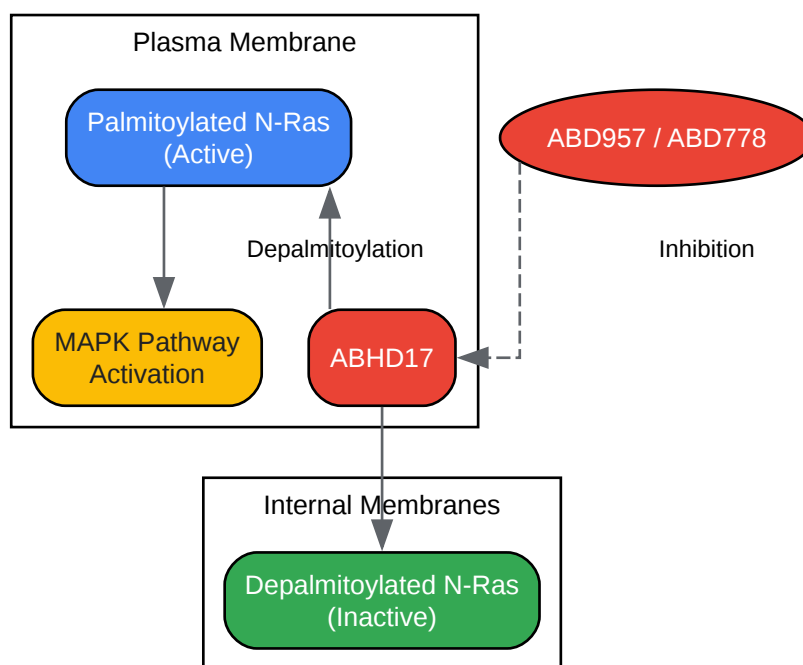 Plasma Membrane
Palmitoylated N-Ras
(Active)
ABD957 / ABD778
Depalmitoylation
Inhibition
MAPK Pathway
Activation
ABHD17
Internal Membranes
Depalmitoylated N-Ras
(Inactive)